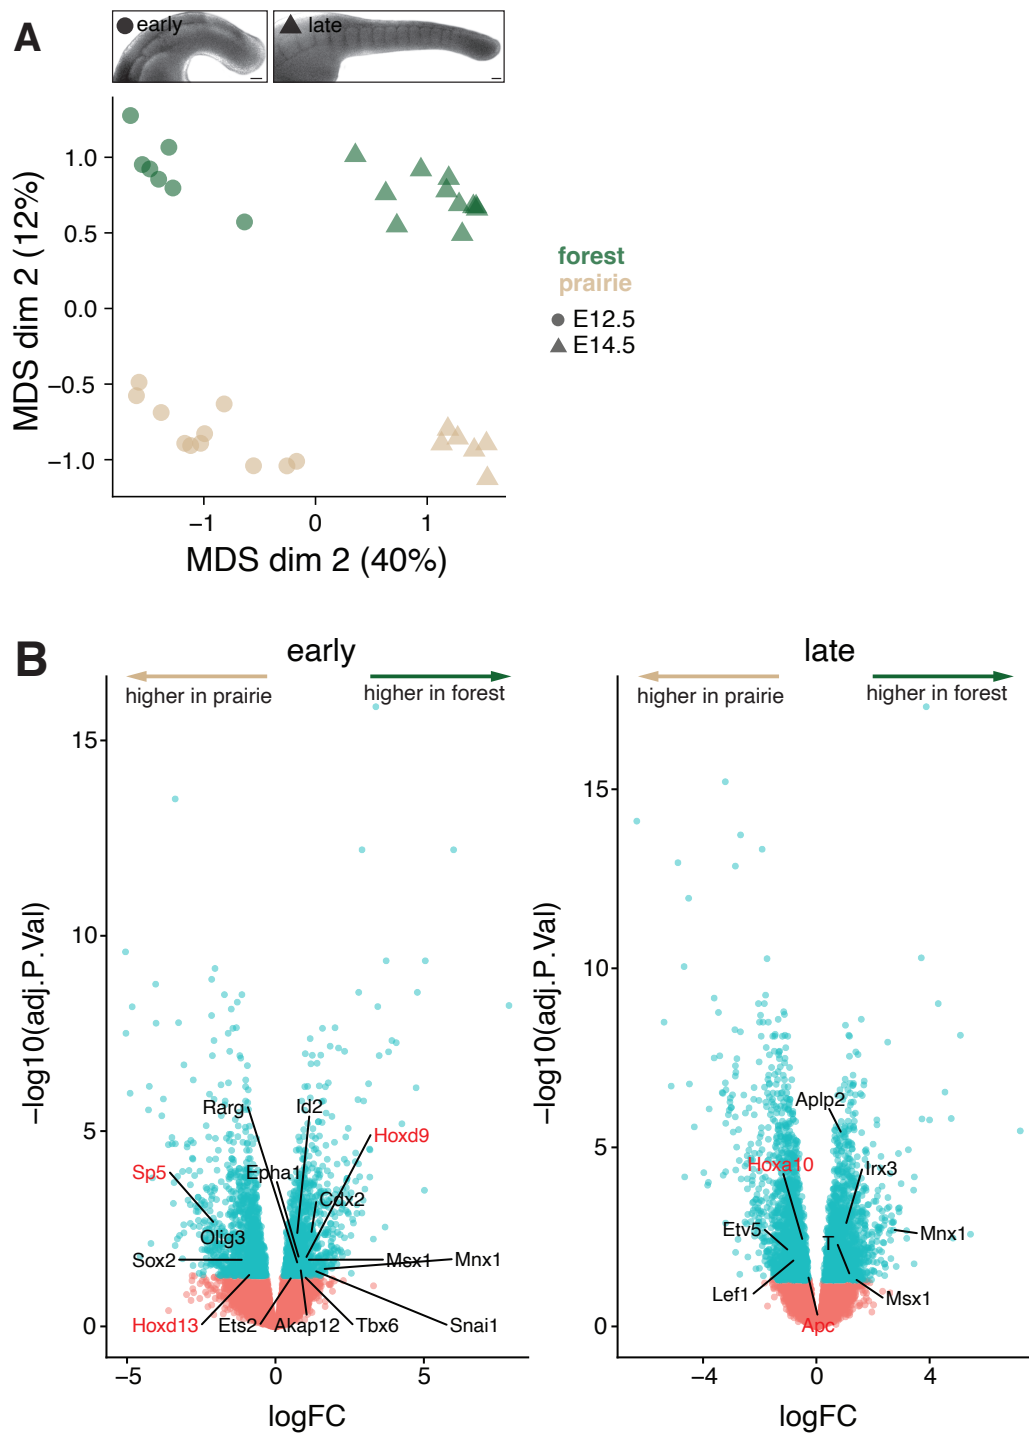 A
early
late
MDS dim 2 (12%)
1.0
0.5
0.0
−0.5
−1.0
−1
0
1
MDS dim 2 (40%)
forest
prairie
E12.5
E14.5
B
early
higher in prairie
higher in forest
−log10(adj.P.Val)
15
10
5
0
Rarg
Id2
Hoxd9
Sp5
Epha1
Cdx2
Olig3
Sox2
Msx1
Mnx1
Hoxd13
Ets2
Akap12
Tbx6
Snai1
−5
0
5
logFC
late
higher in prairie
higher in forest
−log10(adj.P.Val)
15
10
5
0
Aplp2
Hoxa10
Irx3
Etv5
T
Mnx1
Lef1
Msx1
Apc
−4
0
4
logFC